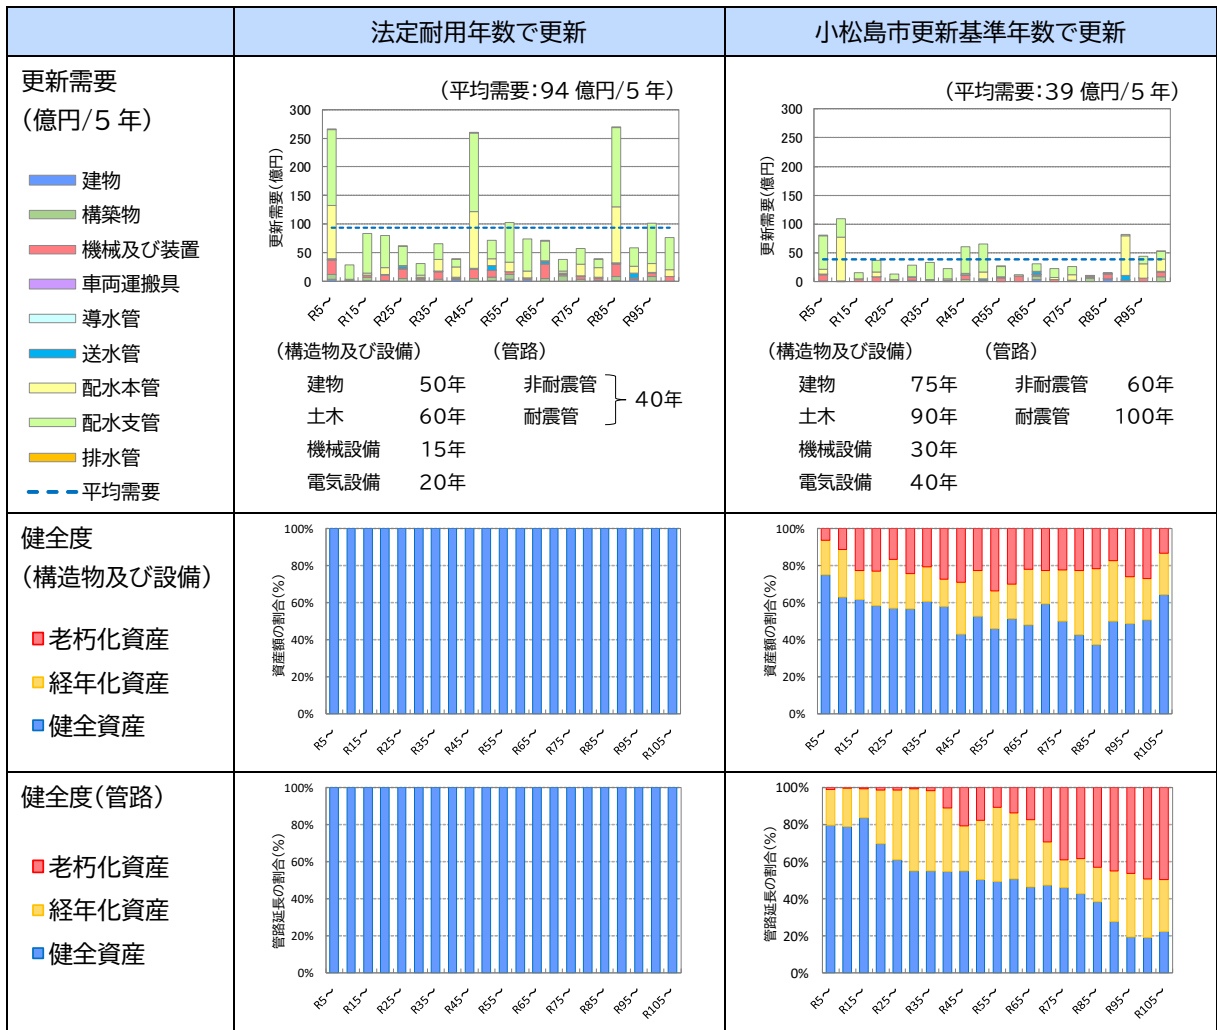 法定耐用年数で更新
小松島市更新基準年数で更新
更新需要
(億円/5 年)
建物
構築物
機械及び装置
車両運搬具
導水管
送水管
配水本管
配水支管
排水管
平均需要
(平均需要:94 億円/5 年)
更新需要(億円)
300
250
200
150
100
50
0
R5~ R15~ R25~ R35~ R45~ R55~ R65~ R75~ R85~ R95~
(構造物及び設備) (管路)
建物 50年 非耐震管
40年
土木 60年 耐震管
機械設備 15年
電気設備 20年
(平均需要:39 億円/5 年)
更新需要(億円)
300
250
200
150
100
50
0
R5~ R15~ R25~ R35~ R45~ R55~ R65~ R75~ R85~ R95~
(構造物及び設備) (管路)
建物 75年 非耐震管 60年
土木 90年 耐震管 100年
機械設備 30年
電気設備 40年
健全度
(構造物及び設備)
老朽化資産
経年化資産
健全資産
資産額の割合(%)
100%
80%
60%
40%
20%
0%
R5~ R15~ R25~ R35~ R45~ R55~ R65~ R75~ R85~ R95~ R105~
資産額の割合(%)
100%
80%
60%
40%
20%
0%
R5~ R15~ R25~ R35~ R45~ R55~ R65~ R75~ R85~ R95~ R105~
健全度(管路)
老朽化資産
経年化資産
健全資産
管路延長の割合(%)
100%
80%
60%
40%
20%
0%
R5~ R15~ R25~ R35~ R45~ R55~ R65~ R75~ R85~ R95~ R105~
管路延長の割合(%)
100%
80%
60%
40%
20%
0%
R5~ R15~ R25~ R35~ R45~ R55~ R65~ R75~ R85~ R95~ R105~